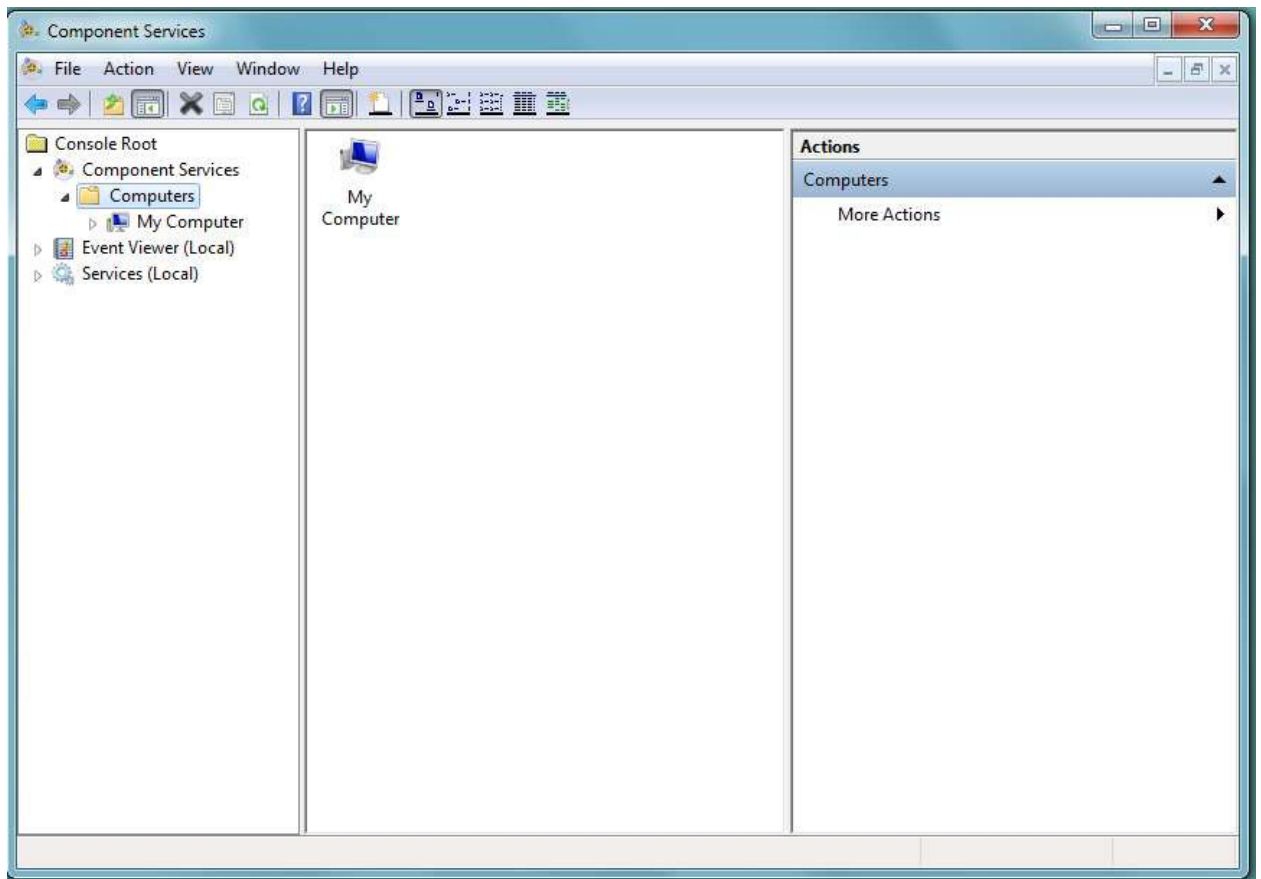 Component Services
File Action View Window Help
Console Root
Component Services
Computers
My Computer
Event Viewer (Local)
Services (Local)
My
Computer
Actions
Computers
More Actions